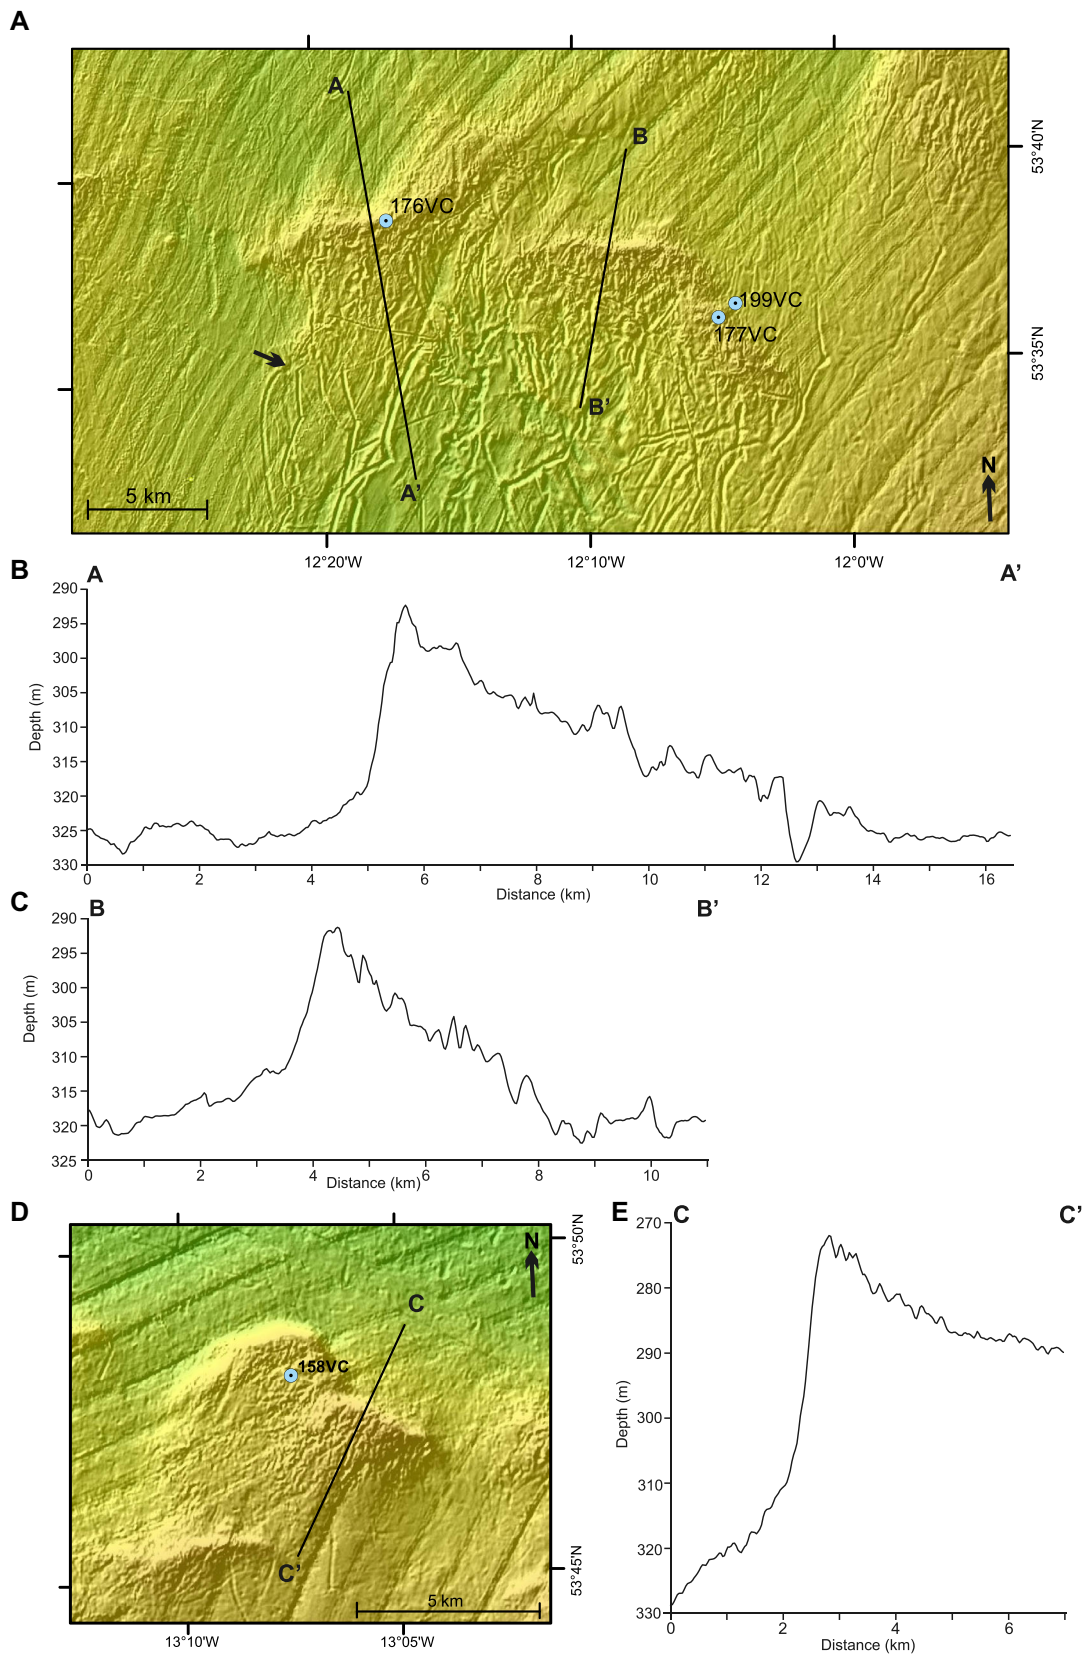 A
A
B
176VC
199VC
177VC
B'
A'
5 km
N
53°40'N
53°35'N
12°20'W 12°10'W 12°0'W
B A A'
290
295
300
305
310
315
320
325
330
Depth (m)
0 2 4 6 8 10 12 14 16
Distance (km)
C B B'
290
295
300
305
310
315
320
325
Depth (m)
0 2 4 6 8 10
Distance (km)
D
N
C
158VC
C'
5 km
53°50'N
53°45'N
13°10'W 13°05'W
E C C'
270
280
290
300
310
320
330
Depth (m)
0 2 4 6
Distance (km)